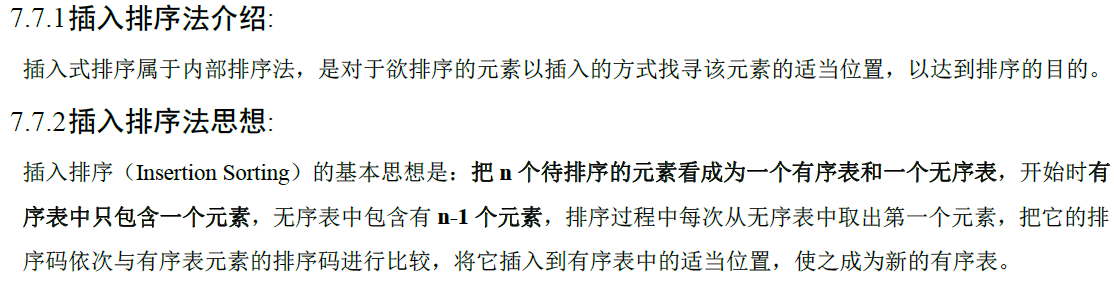 7.7.1插入排序法介绍:
插入式排序属于内部排序法，是对于欲排序的元素以插入的方式找寻该元素的适当位置，以达到排序的目的。
7.7.2插入排序法思想:
插入排序（Insertion Sorting）的基本思想是：把 n 个待排序的元素看成为一个有序表和一个无序表，开始时有
序表中只包含一个元素，无序表中包含有 n-1 个元素，排序过程中每次从无序表中取出第一个元素，把它的排
序码依次与有序表元素的排序码进行比较，将它插入到有序表中的适当位置，使之成为新的有序表。